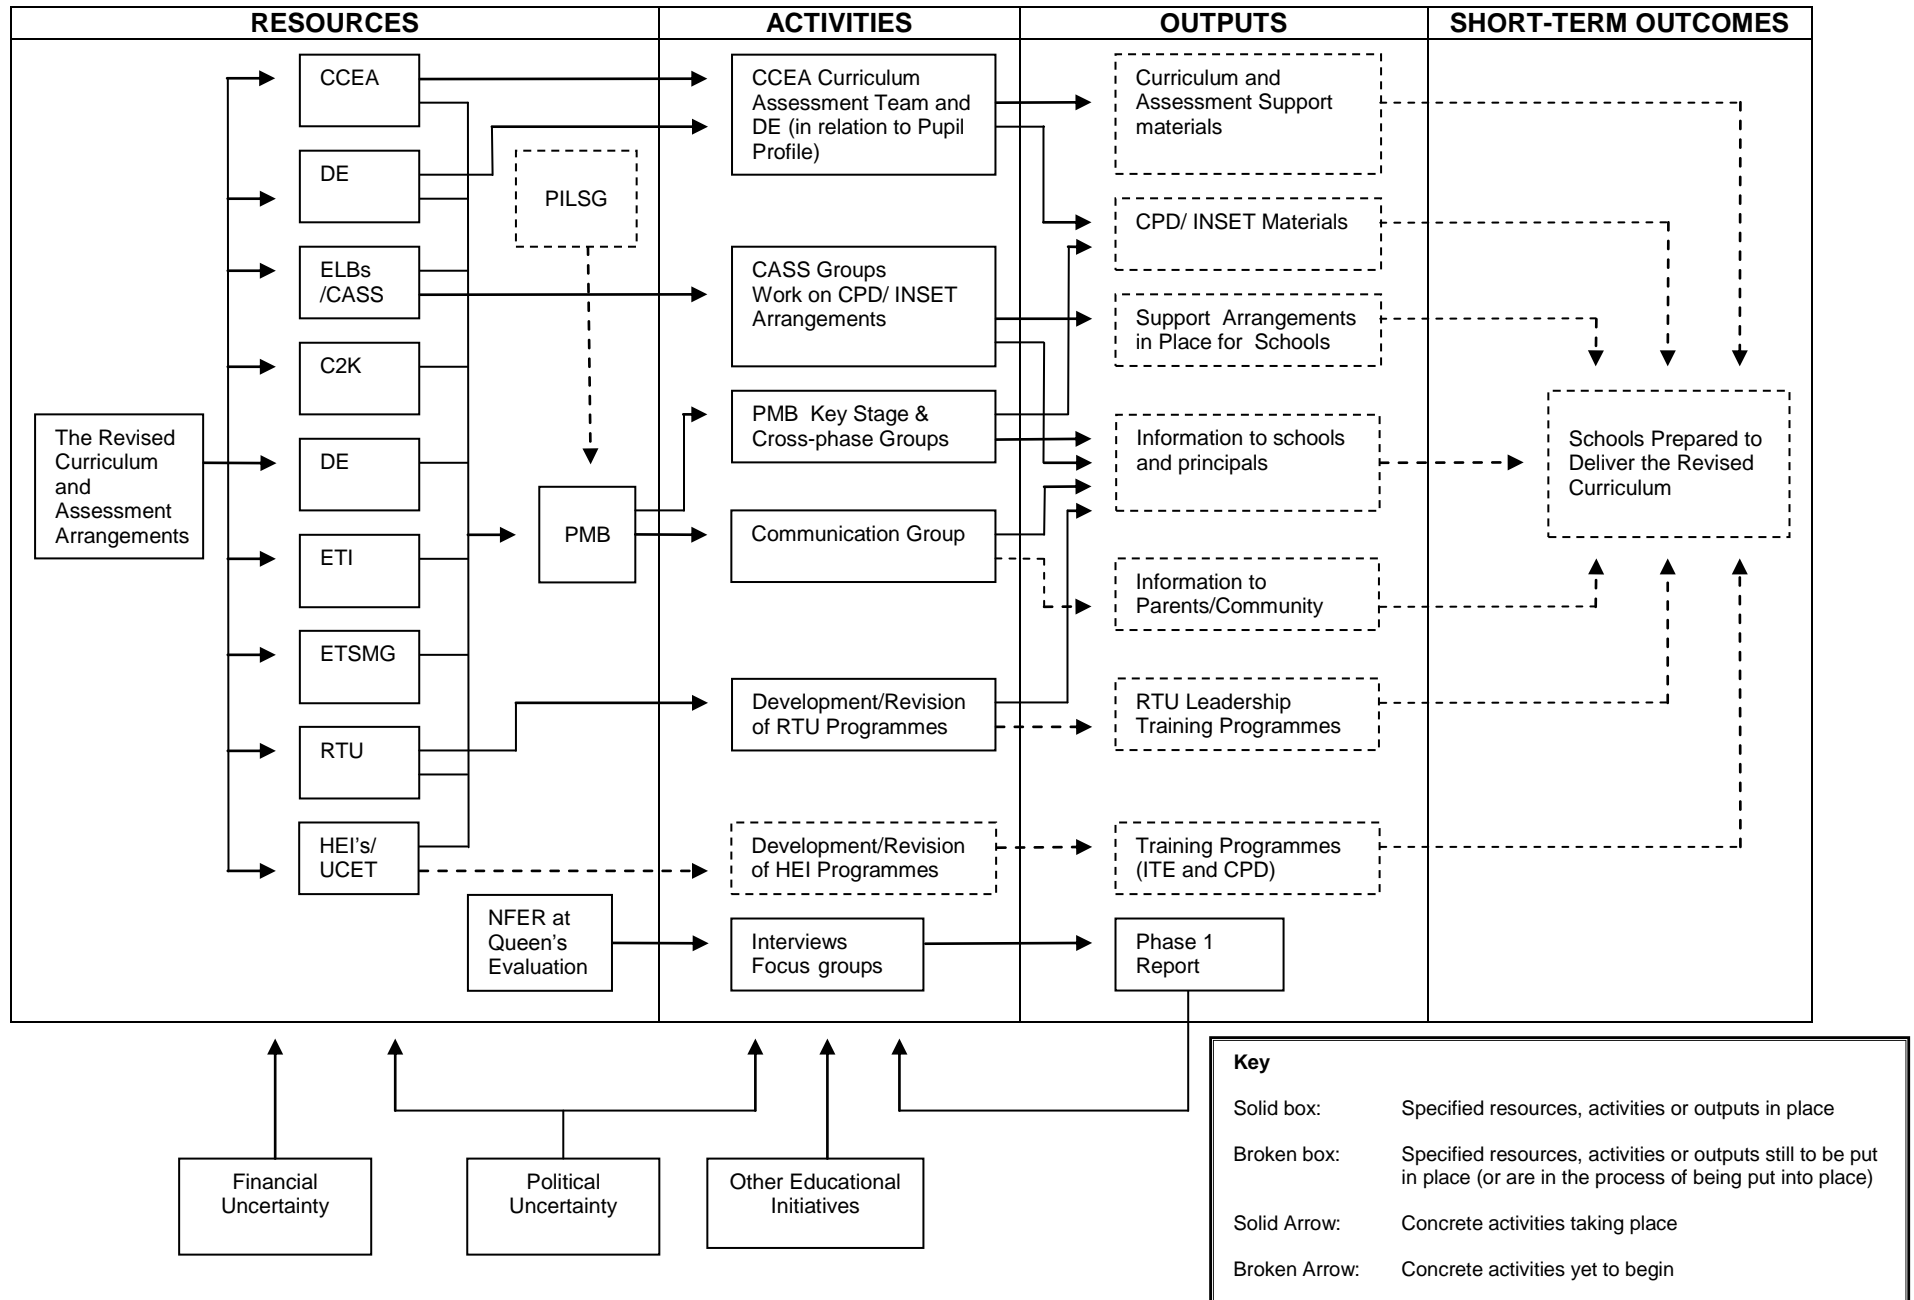 RESOURCES
ACTIVITIES
OUTPUTS
SHORT-TERM OUTCOMES
The Revised
Curriculum
and
Assessment
Arrangements
CCEA
DE
ELBs
/CASS
C2K
DE
ETI
ETSMG
RTU
HEI's/
UCET
PILSG
PMB
NFER at
Queen's
Evaluation
CCEA Curriculum
Assessment Team and
DE (in relation to Pupil
Profile)
CASS Groups
Work on CPD/ INSET
Arrangements
PMB Key Stage &
Cross-phase Groups
Communication Group
Development/Revision
of RTU Programmes
Development/Revision
of HEI Programmes
Interviews
Focus groups
Curriculum and
Assessment Support
materials
CPD/ INSET Materials
Support Arrangements
in Place for Schools
Information to schools
and principals
Information to
Parents/Community
RTU Leadership
Training Programmes
Training Programmes
(ITE and CPD)
Phase 1
Report
Schools Prepared to
Deliver the Revised
Curriculum
Financial
Uncertainty
Political
Uncertainty
Other Educational
Initiatives
Key
Solid box: Specified resources, activities or outputs in place
Broken box: Specified resources, activities or outputs still to be put
in place (or are in the process of being put into place)
Solid Arrow: Concrete activities taking place
Broken Arrow: Concrete activities yet to begin